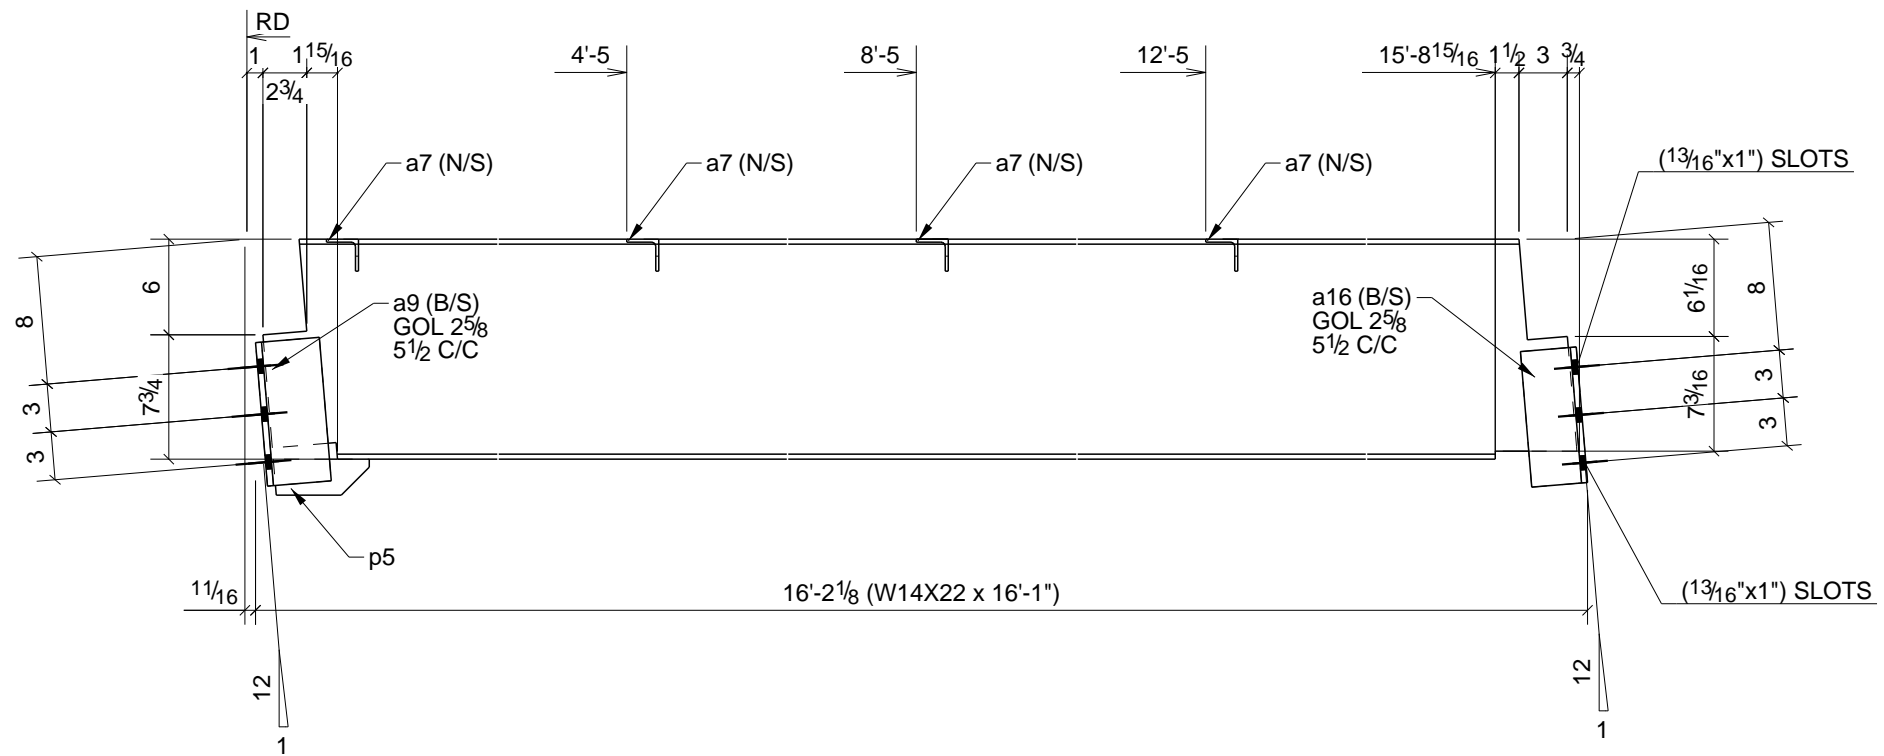 RD
1
1 15/16
2 3/4
4'-5
8'-5
12'-5
15'-8 15/16
1 1/2
3
3/4
a7 (N/S)
a7 (N/S)
a7 (N/S)
a7 (N/S)
(13/16"x1") SLOTS
8
3
3
6
7 3/4
a9 (B/S)
GOL 2 5/8
5 1/2 C/C
a16 (B/S)
GOL 2 5/8
5 1/2 C/C
6 1/16
7 3/16
8
3
3
p5
11/16
16'-2 1/8 (W14X22 x 16'-1")
(13/16"x1") SLOTS
12
1
12
1